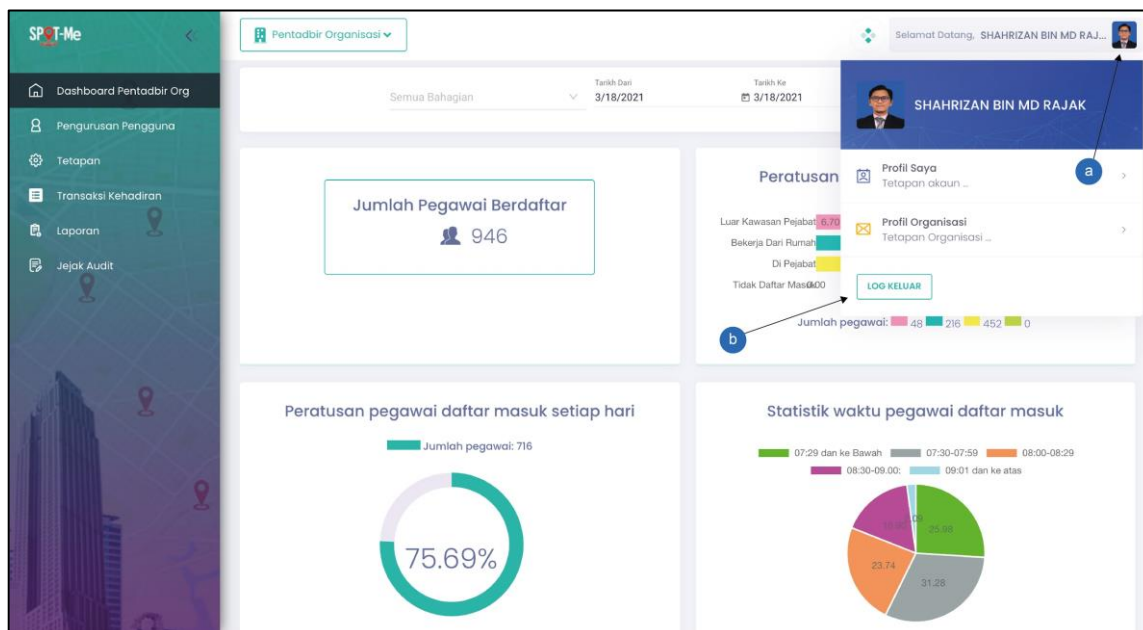 SPOT-Me
Pentadbir Organisasi
Selamat Datang, SHAHRIZAN BIN MD RAJ...
Dashboard Pentadbir Org
Pengurusan Pengguna
Tetapan
Transaksi Kehadiran
Laporan
Jejak Audit
Semua Bahagian
Tarikh Dari
3/18/2021
Tarikh Ke
3/18/2021
SHAHRIZAN BIN MD RAJAK
a
Profil Saya
Tetapan akaun ...
Profil Organisasi
Tetapan Organisasi ...
LOG KELUAR
b
Jumlah Pegawai Berdaftar
946
Peratusan
Luar Kawasan Pejabat 6.70
Bekerja Dari Rumah
Di Pejabat
Tidak Daftar Masuk 0.00
Jumlah pegawai: 48 216 452 0
Peratusan pegawai daftar masuk setiap hari
Jumlah pegawai: 716
75.69%
Statistik waktu pegawai daftar masuk
07:29 dan ke Bawah 07:30-07:59 08:00-08:29
08:30-09.00: 09:01 dan ke atas
25.98
23.74
31.28